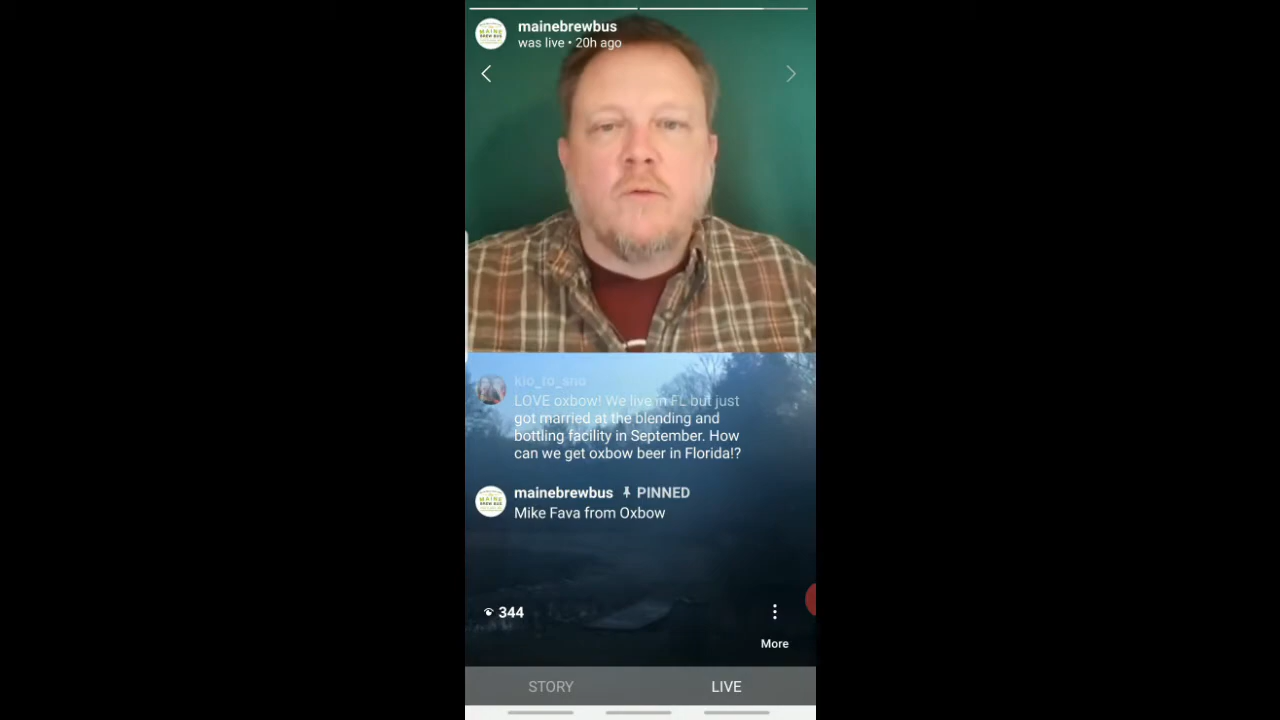 mainebrewbus
was live • 20h ago
kio_to_sno
LOVE oxbow! We live in FL but just
got married at the blending and
bottling facility in September. How
can we get oxbow beer in Florida!?
mainebrewbus PINNED
Mike Fava from Oxbow
344
More
STORY LIVE